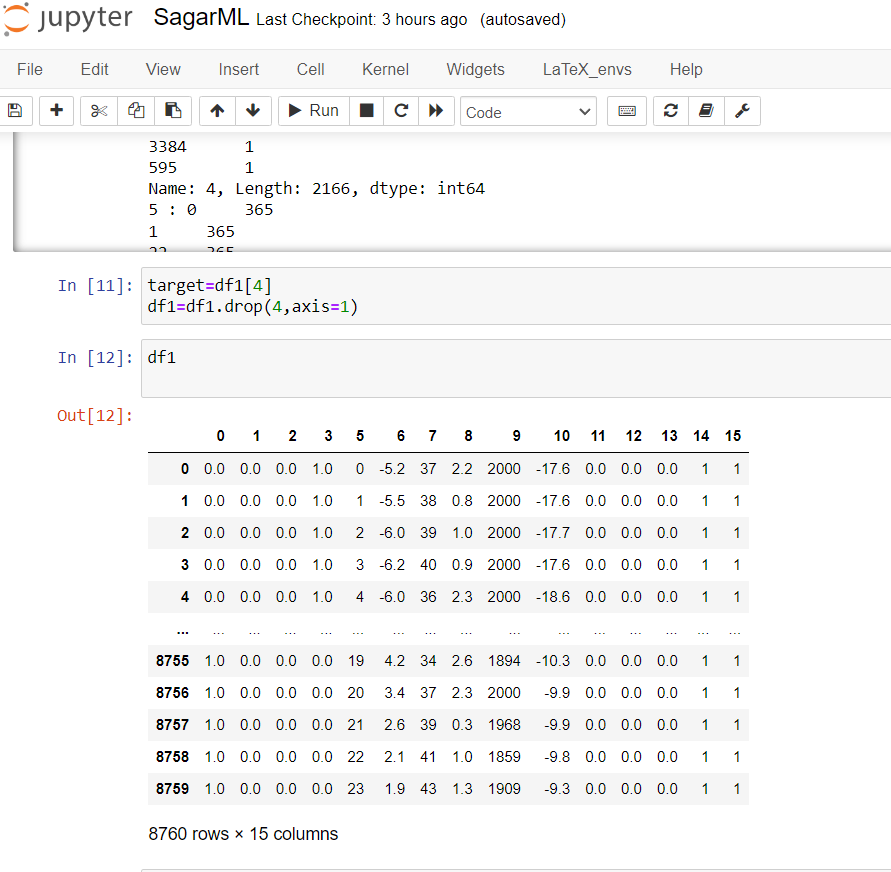 jupyter SagarML Last Checkpoint: 3 hours ago (autosaved)
File Edit View Insert Cell Kernel Widgets LaTeX_envs Help
Run Code
3384 1
595 1
Name: 4, Length: 2166, dtype: int64
5 : 0 365
1 365
22 365
In [11]: target=df1[4]
df1=df1.drop(4,axis=1)
In [12]: df1
Out[12]:
0 1 2 3 5 6 7 8 9 10 11 12 13 14 15
0 0.0 0.0 0.0 1.0 0 -5.2 37 2.2 2000 -17.6 0.0 0.0 0.0 1 1
1 0.0 0.0 0.0 1.0 1 -5.5 38 0.8 2000 -17.6 0.0 0.0 0.0 1 1
2 0.0 0.0 0.0 1.0 2 -6.0 39 1.0 2000 -17.7 0.0 0.0 0.0 1 1
3 0.0 0.0 0.0 1.0 3 -6.2 40 0.9 2000 -17.6 0.0 0.0 0.0 1 1
4 0.0 0.0 0.0 1.0 4 -6.0 36 2.3 2000 -18.6 0.0 0.0 0.0 1 1
... ... ... ... ... ... ... ... ... ... ... ... ... ... ... ...
8755 1.0 0.0 0.0 0.0 19 4.2 34 2.6 1894 -10.3 0.0 0.0 0.0 1 1
8756 1.0 0.0 0.0 0.0 20 3.4 37 2.3 2000 -9.9 0.0 0.0 0.0 1 1
8757 1.0 0.0 0.0 0.0 21 2.6 39 0.3 1968 -9.9 0.0 0.0 0.0 1 1
8758 1.0 0.0 0.0 0.0 22 2.1 41 1.0 1859 -9.8 0.0 0.0 0.0 1 1
8759 1.0 0.0 0.0 0.0 23 1.9 43 1.3 1909 -9.3 0.0 0.0 0.0 1 1
8760 rows × 15 columns